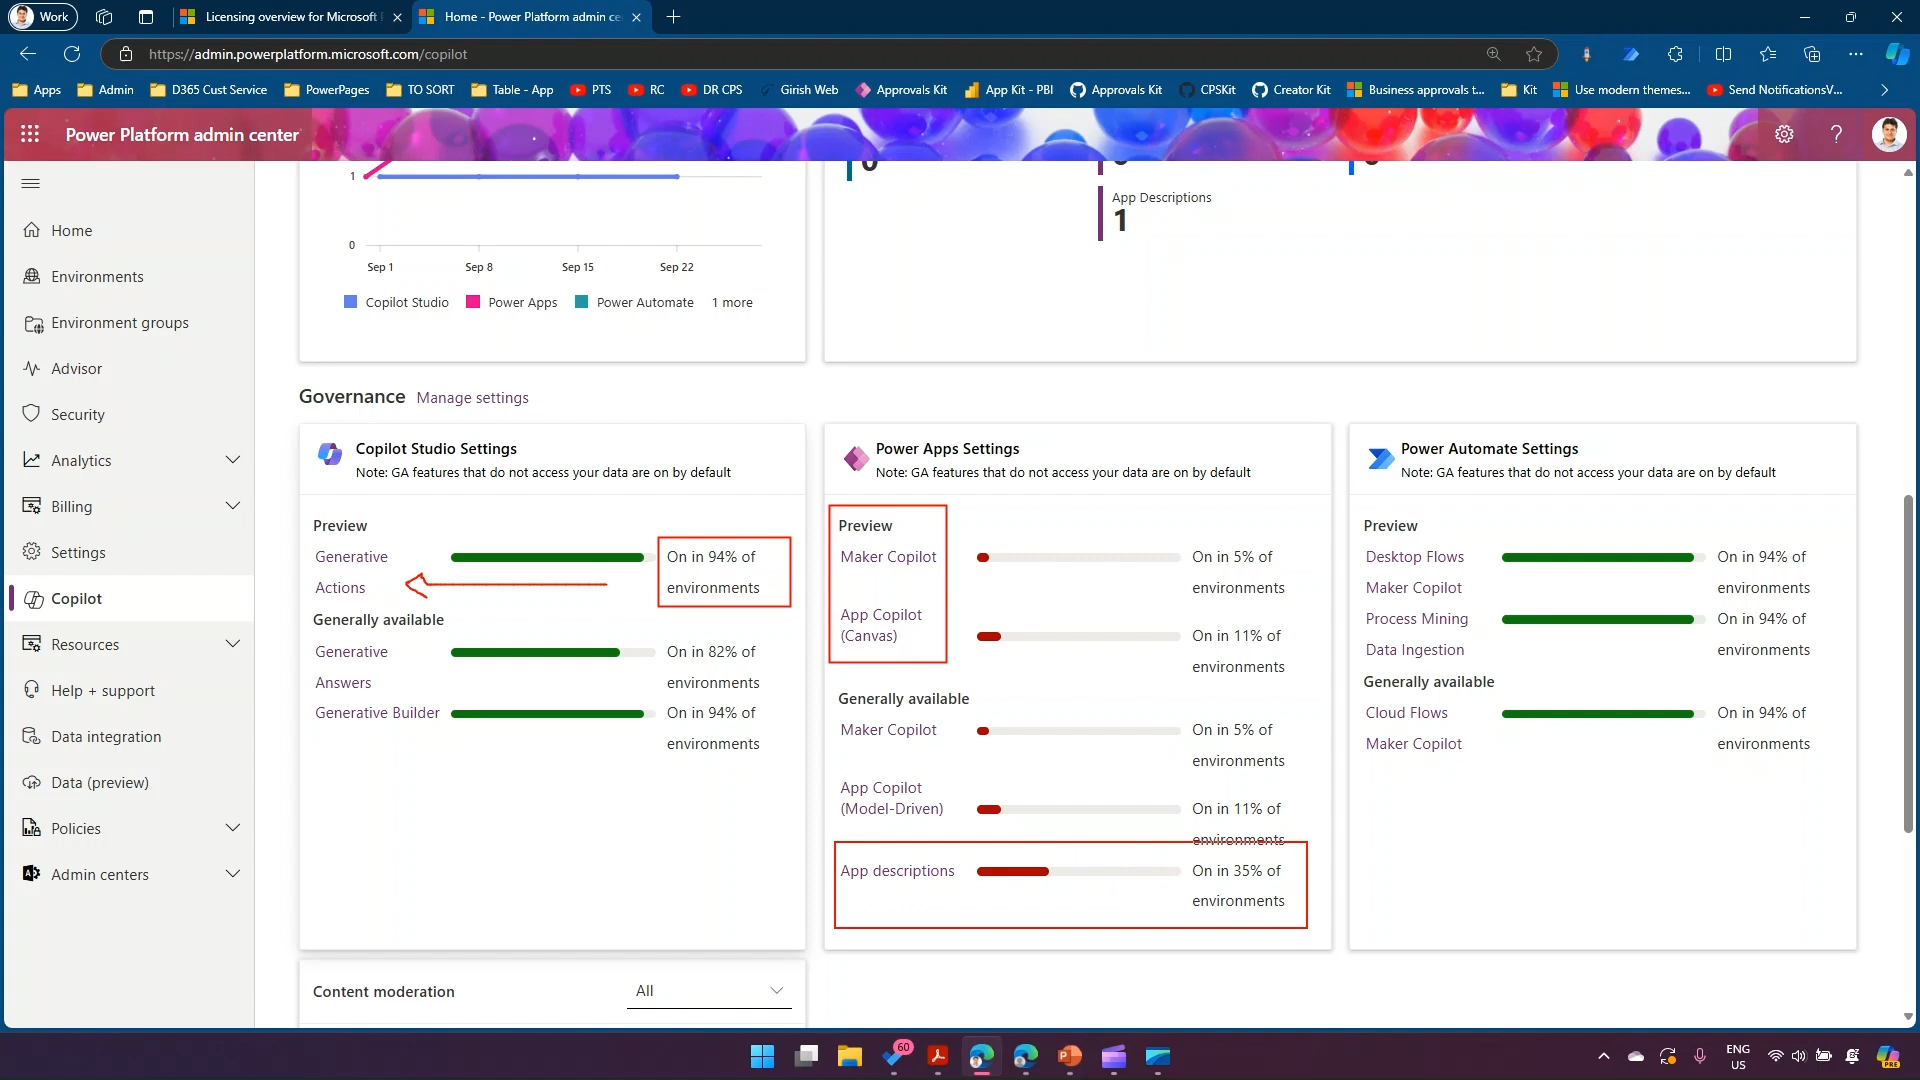 Work
Licensing overview for Microsoft
Home - Power Platform admin ce
https://admin.powerplatform.microsoft.com/copilot
Apps
Admin
D365 Cust Service
PowerPages
TO SORT
Table - App
PTS
RC
DR CPS
Girish Web
Approvals Kit
App Kit - PBI
Approvals Kit
CPSKit
Creator Kit
Business approvals t...
Kit
Use modern themes...
Send NotificationsV...
Power Platform admin center
Home
Environments
Environment groups
Advisor
Security
Analytics
Billing
Settings
Copilot
Resources
Help + support
Data integration
Data (preview)
Policies
Admin centers
1
0
Sep 1
Sep 8
Sep 15
Sep 22
Copilot Studio
Power Apps
Power Automate
1 more
App Descriptions
1
Governance
Manage settings
Copilot Studio Settings
Note: GA features that do not access your data are on by default
Preview
Generative
Actions
On in 94% of
environments
Generally available
Generative
Answers
On in 82% of
environments
Generative Builder
On in 94% of
environments
Content moderation
All
Power Apps Settings
Note: GA features that do not access your data are on by default
Preview
Maker Copilot
On in 5% of
environments
App Copilot
(Canvas)
On in 11% of
environments
Generally available
Maker Copilot
On in 5% of
environments
App Copilot
(Model-Driven)
On in 11% of
environments
App descriptions
On in 35% of
environments
Power Automate Settings
Note: GA features that do not access your data are on by default
Preview
Desktop Flows
Maker Copilot
On in 94% of
environments
Process Mining
Data Ingestion
On in 94% of
environments
Generally available
Cloud Flows
Maker Copilot
On in 94% of
environments
60
ENG
US
PRE